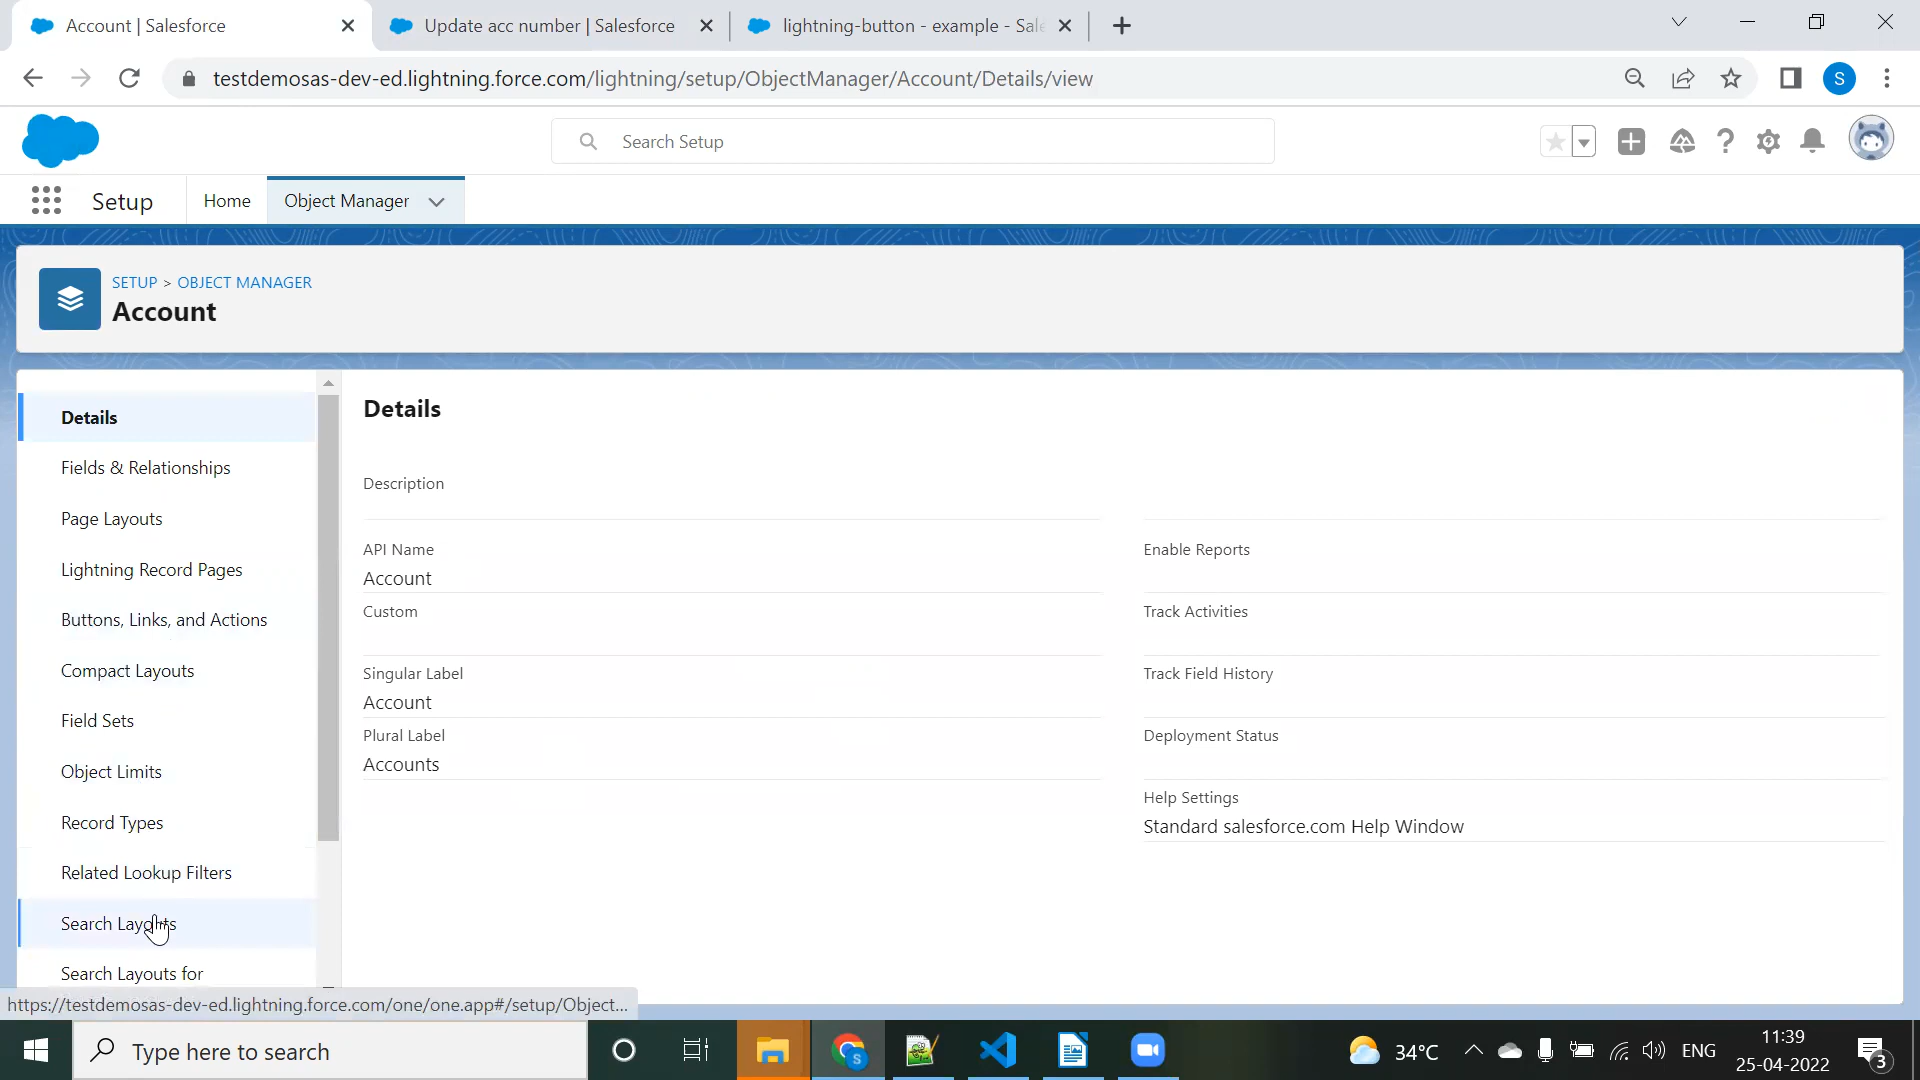 Account | Salesforce
Update acc number | Salesforce
lightning-button - example - Sale
testdemosas-dev-ed.lightning.force.com/lightning/setup/ObjectManager/Account/Details/view
S
Search Setup
Setup
Home
Object Manager
SETUP > OBJECT MANAGER
Account
Details
Fields & Relationships
Page Layouts
Lightning Record Pages
Buttons, Links, and Actions
Compact Layouts
Field Sets
Object Limits
Record Types
Related Lookup Filters
Search Layouts
Search Layouts for
Details
Description
API Name
Account
Custom
Singular Label
Account
Plural Label
Accounts
Enable Reports
Track Activities
Track Field History
Deployment Status
Help Settings
Standard salesforce.com Help Window
https://testdemosas-dev-ed.lightning.force.com/one/one.app#/setup/Object...
Type here to search
S
34°C
ENG
11:39
25-04-2022
3